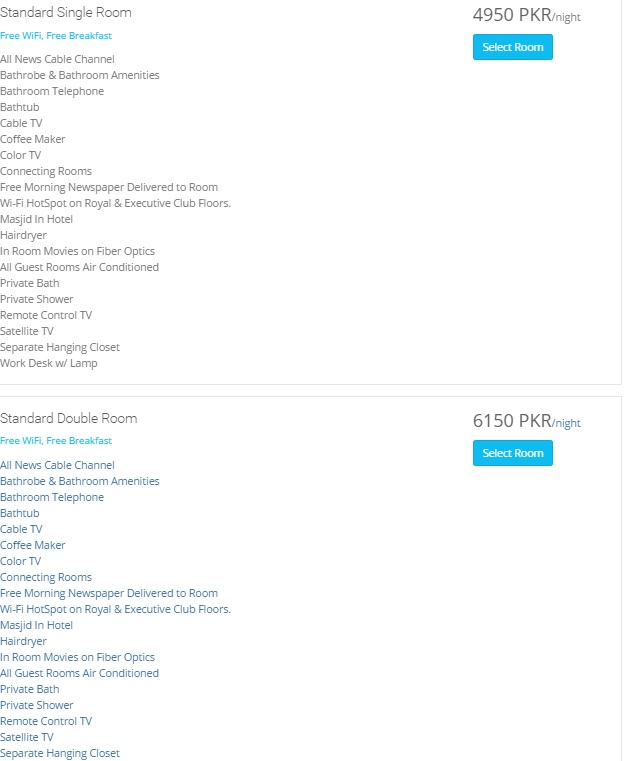 Standard Single Room
4950 PKR/night
Free WiFi, Free Breakfast
Select Room
All News Cable Channel
Bathrobe & Bathroom Amenities
Bathroom Telephone
Bathtub
Cable TV
Coffee Maker
Color TV
Connecting Rooms
Free Morning Newspaper Delivered to Room
Wi-Fi HotSpot on Royal & Executive Club Floors.
Masjid In Hotel
Hairdryer
In Room Movies on Fiber Optics
All Guest Rooms Air Conditioned
Private Bath
Private Shower
Remote Control TV
Satellite TV
Separate Hanging Closet
Work Desk w/ Lamp
Standard Double Room
6150 PKR/night
Free WiFi, Free Breakfast
Select Room
All News Cable Channel
Bathrobe & Bathroom Amenities
Bathroom Telephone
Bathtub
Cable TV
Coffee Maker
Color TV
Connecting Rooms
Free Morning Newspaper Delivered to Room
Wi-Fi HotSpot on Royal & Executive Club Floors.
Masjid In Hotel
Hairdryer
In Room Movies on Fiber Optics
All Guest Rooms Air Conditioned
Private Bath
Private Shower
Remote Control TV
Satellite TV
Separate Hanging Closet